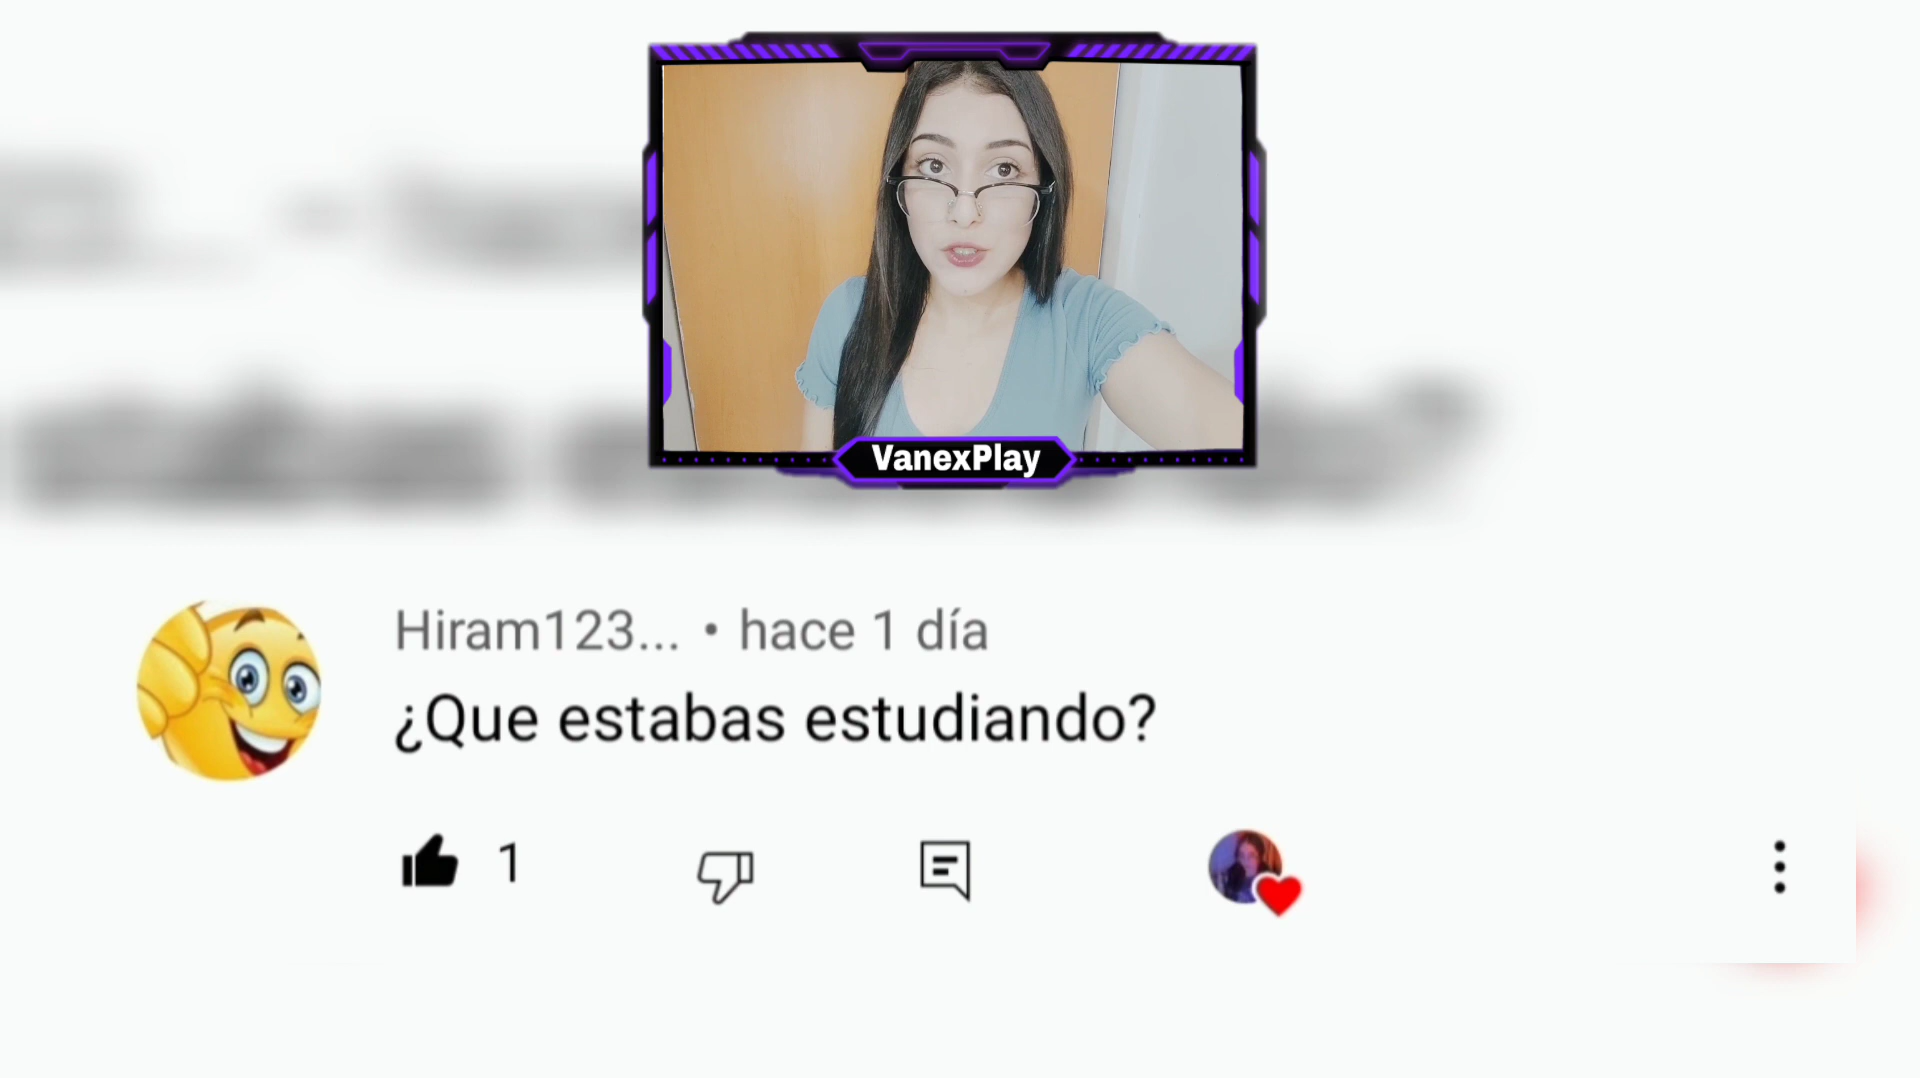 VanexPlay
Hiram123... • hace 1 día
¿Que estabas estudiando?
1